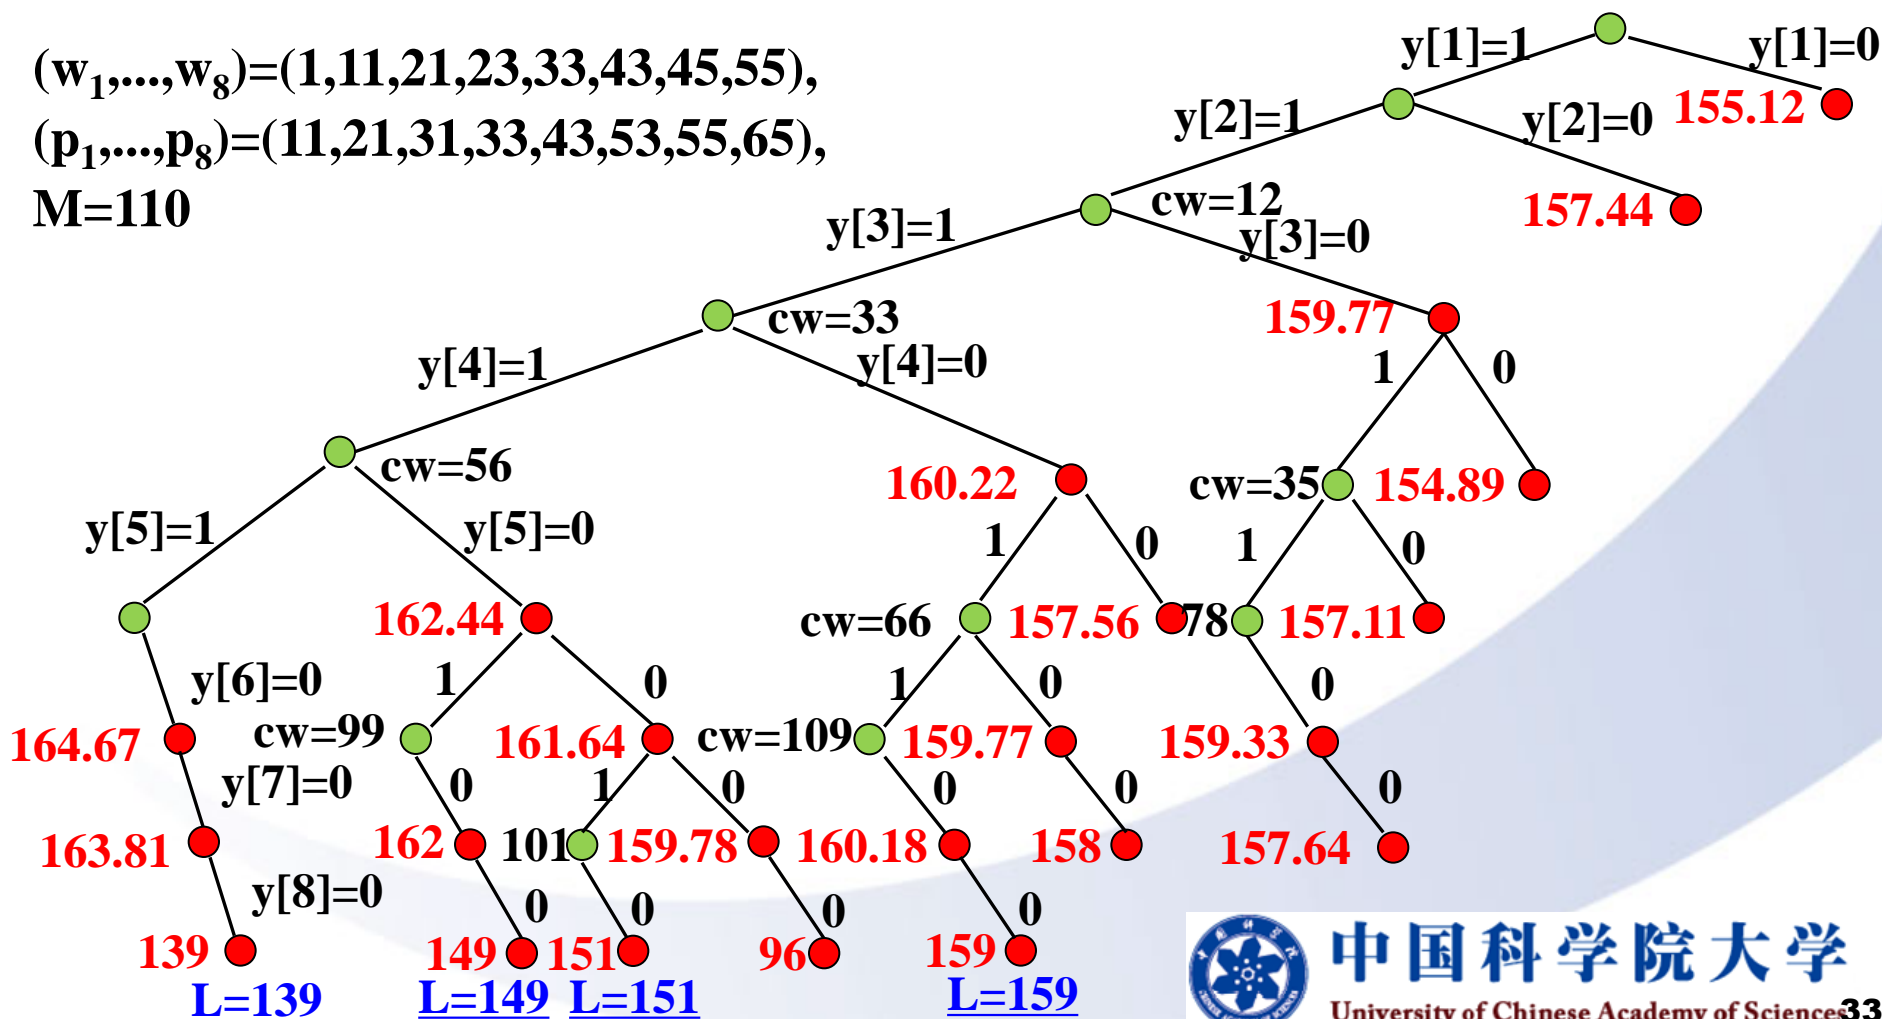 (w1,...,w8)=(1,11,21,23,33,43,45,55),
(p1,...,p8)=(11,21,31,33,43,53,55,65),
M=110
y[1]=1
y[1]=0
y[2]=1
y[2]=0
155.12
cw=12
157.44
y[3]=1
y[3]=0
cw=33
159.77
y[4]=1
y[4]=0
1
0
cw=56
160.22
cw=35
154.89
y[5]=1
y[5]=0
1
0
1
0
162.44
cw=66
157.56
78
157.11
y[6]=0
1
0
1
0
0
164.67
cw=99
161.64
cw=109
159.77
159.33
y[7]=0
0
1
0
0
0
0
163.81
162
101
159.78
160.18
158
157.64
y[8]=0
0
0
0
0
139
149
151
96
159
L=139
L=149
L=151
L=159
中国科学院大学
University of Chinese Academy of Sciences
33